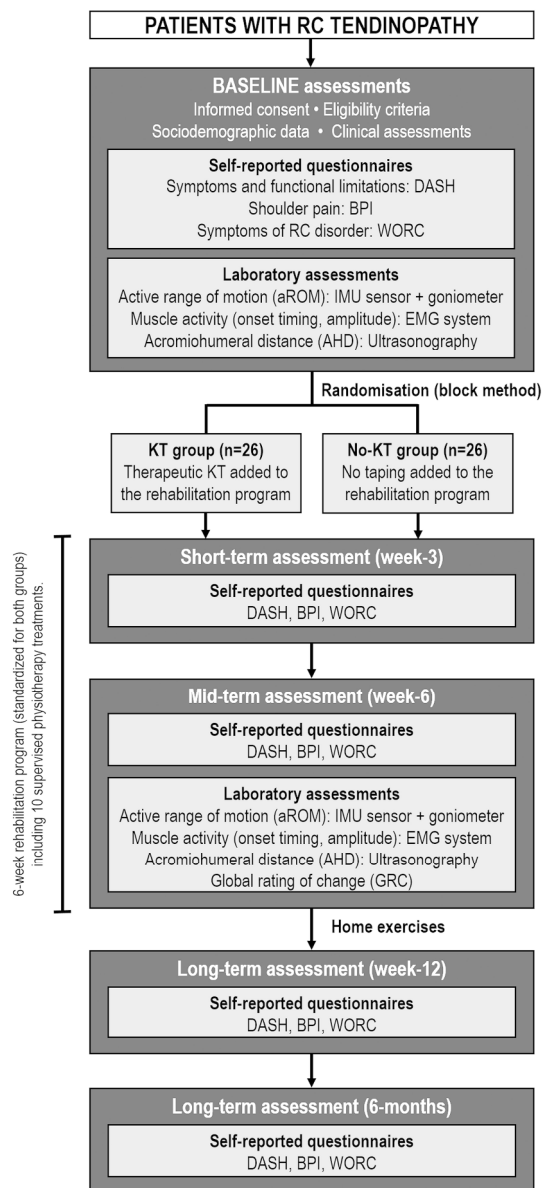 PATIENTS WITH RC TENDINOPATHY
BASELINE assessments
Informed consent • Eligibility criteria
Sociodemographic data • Clinical assessments
Self-reported questionnaires
Symptoms and functional limitations: DASH
Shoulder pain: BPI
Symptoms of RC disorder: WORC
Laboratory assessments
Active range of motion (aROM): IMU sensor + goniometer
Muscle activity (onset timing, amplitude): EMG system
Acromiohumeral distance (AHD): Ultrasonography
Randomisation (block method)
KT group (n=26)
Therapeutic KT added to
the rehabilitation program
No-KT group (n=26)
No taping added to the
rehabilitation program
6-week rehabilitation program (standardized for both groups)
including 10 supervised physiotherapy treatments.
Short-term assessment (week-3)
Self-reported questionnaires
DASH, BPI, WORC
Mid-term assessment (week-6)
Self-reported questionnaires
DASH, BPI, WORC
Laboratory assessments
Active range of motion (aROM): IMU sensor + goniometer
Muscle activity (onset timing, amplitude): EMG system
Acromiohumeral distance (AHD): Ultrasonography
Global rating of change (GRC)
Home exercises
Long-term assessment (week-12)
Self-reported questionnaires
DASH, BPI, WORC
Long-term assessment (6-months)
Self-reported questionnaires
DASH, BPI, WORC